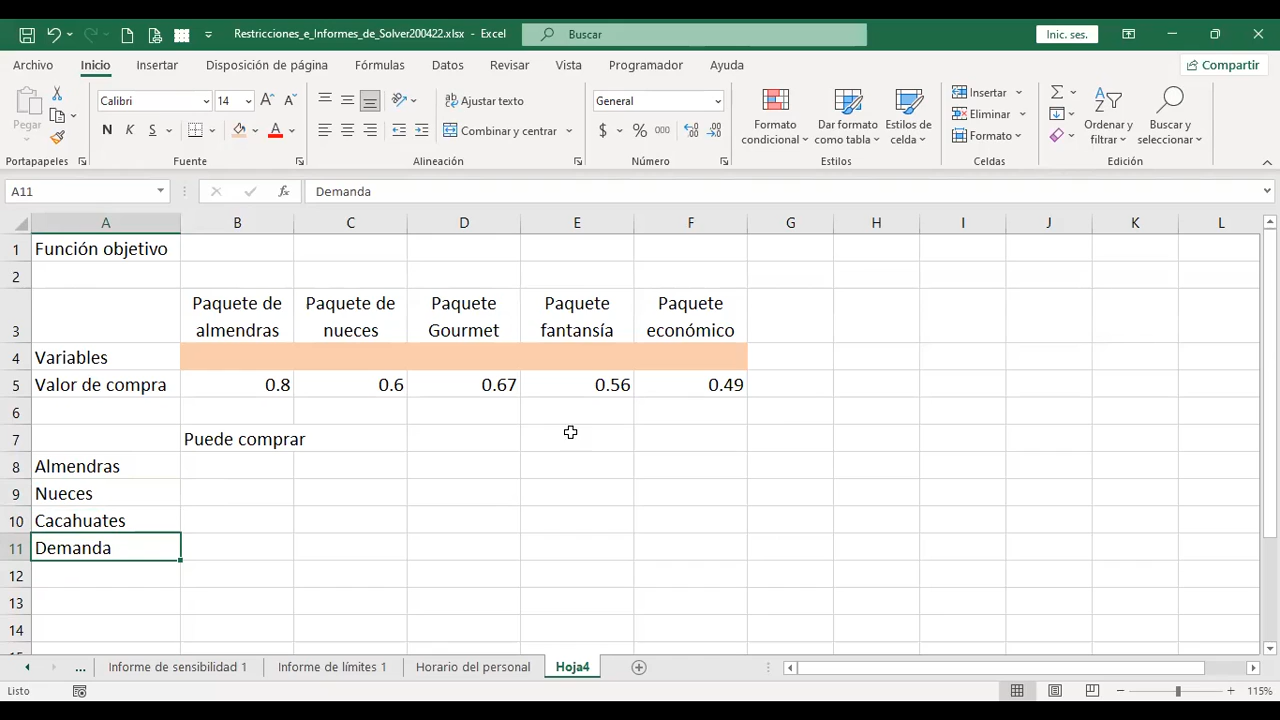 Restricciones_e_Informes_de_Solver200422.xlsx - Excel
Buscar
Inic. ses.
Archivo Inicio Insertar Disposición de página Fórmulas Datos Revisar Vista Programador Ayuda
Compartir
Pegar
Portapapeles
Calibri 14
N K S A
Fuente
Ajustar texto
Combinar y centrar
Alineación
General
$ % 000
Número
Formato condicional
Dar formato como tabla
Estilos de celda
Estilos
Insertar
Eliminar
Formato
Celdas
Ordenar y filtrar
Buscar y seleccionar
Edición
A11 fx Demanda
A B C D E F G H I J K L
1 Función objetivo
2
3 Paquete de almendras Paquete de nueces Paquete Gourmet Paquete fantansía Paquete económico
4 Variables
5 Valor de compra 0.8 0.6 0.67 0.56 0.49
6
7 Puede comprar
8 Almendras
9 Nueces
10 Cacahuates
11 Demanda
12
13
14
... Informe de sensibilidad 1 Informe de límites 1 Horario del personal Hoja4
Listo 115%